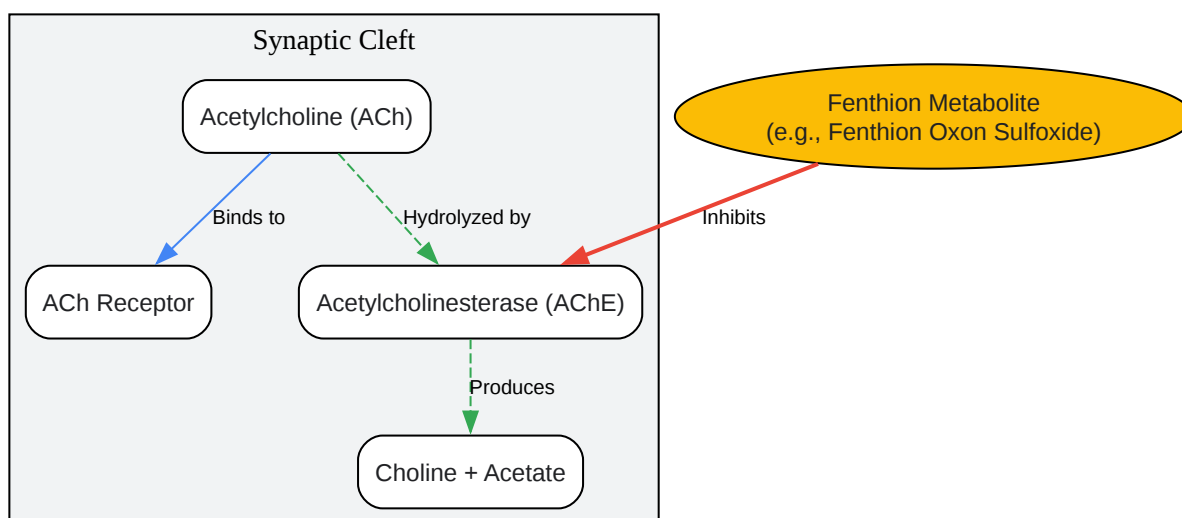 Synaptic Cleft
Acetylcholine (ACh)
Fenthion Metabolite
(e.g., Fenthion Oxon Sulfoxide)
Binds to
Hydrolyzed by
Inhibits
ACh Receptor
Acetylcholinesterase (AChE)
Produces
Choline + Acetate